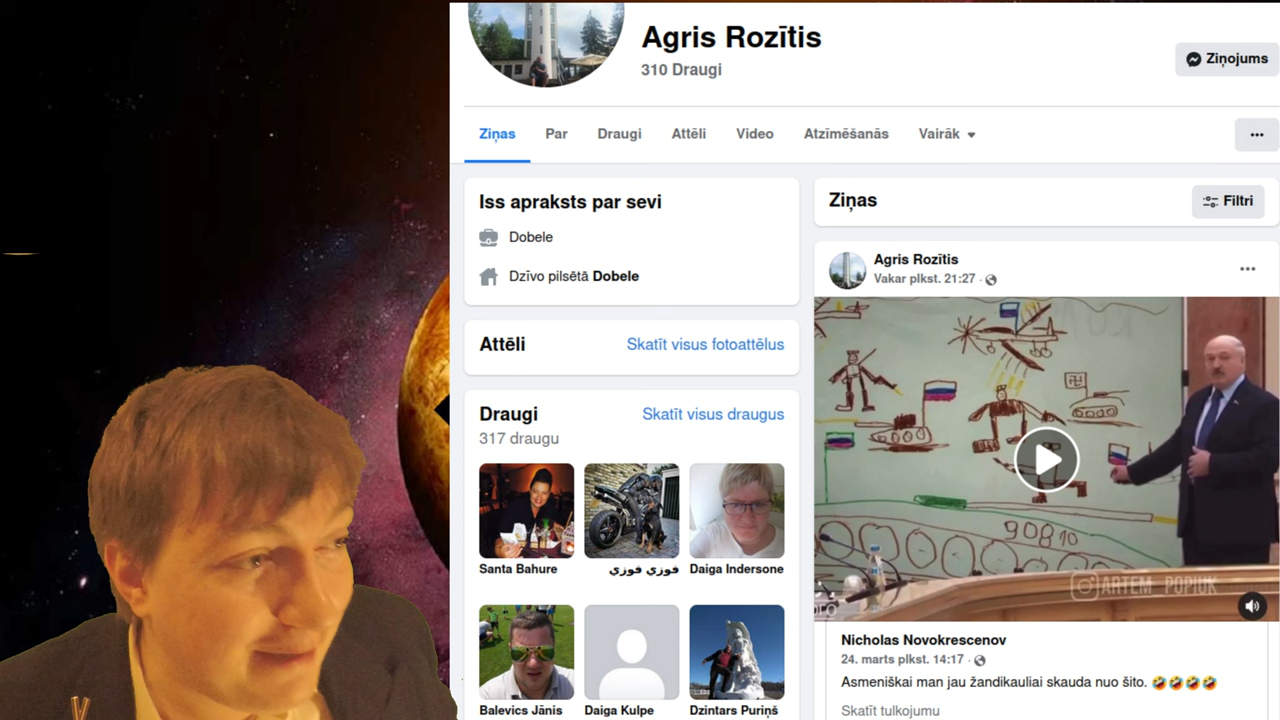 Agris Rozītis
310 Draugi
Ziņojums
Ziņas
Par
Draugi
Attēli
Video
Atzīmēšanās
Vairāk
Iss apraksts par sevi
Dobele
Dzīvo pilsētā Dobele
Attēli
Skatīt visus fotoattēlus
Draugi
Skatīt visus draugus
317 draugu
Santa Bahure
فوزي فوزي
Daiga Indersone
Balevics Jānis
Daiga Kulpe
Dzintars Puriņš
Ziņas
Filtri
Agris Rozītis
Vakar plkst. 21:27 ·
90810
ARTEM_POPIUK
Nicholas Novokrescenov
24. marts plkst. 14:17 ·
Asmeniškai man jau žandikauliai skauda nuo šito. 🤣🤣🤣🤣
Skatīt tulkojumu